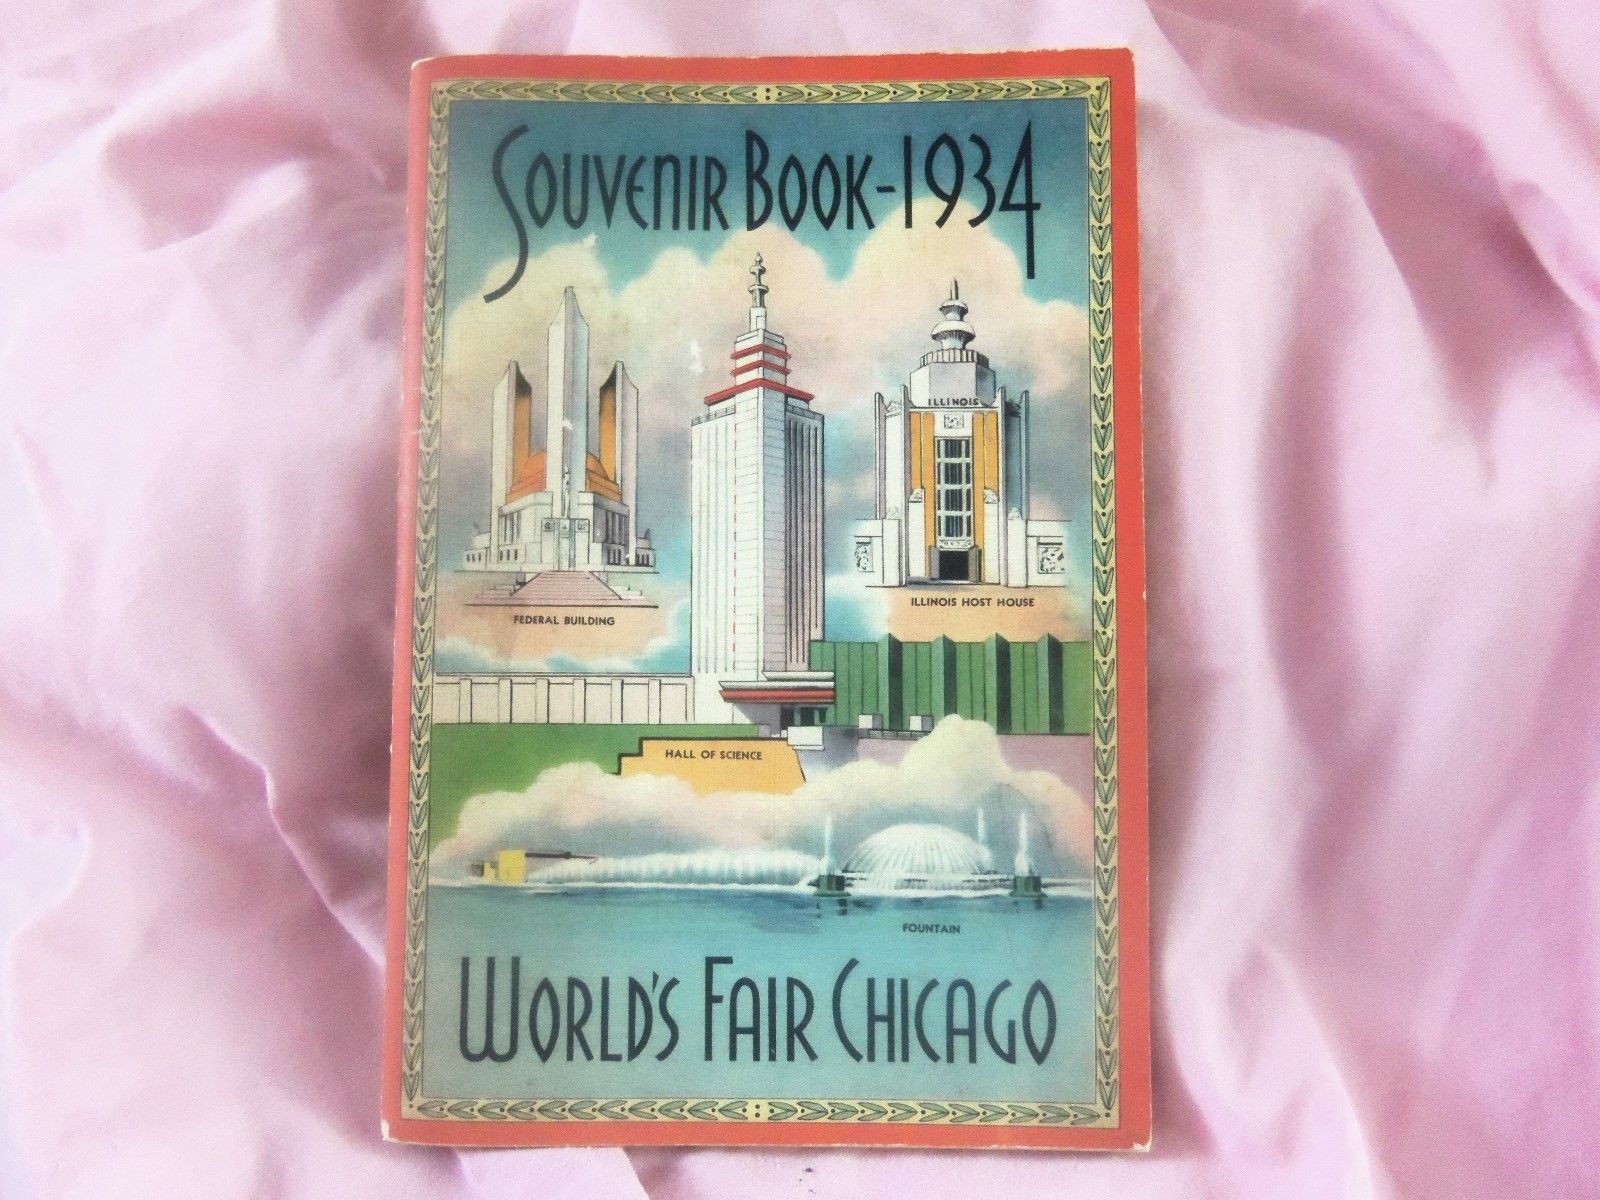 SOUVENIR BOOK-1934
ILLINOIS
FEDERAL BUILDING
ILLINOIS HOST HOUSE
HALL OF SCIENCE
FOUNTAIN
WORLD'S FAIR CHICAGO